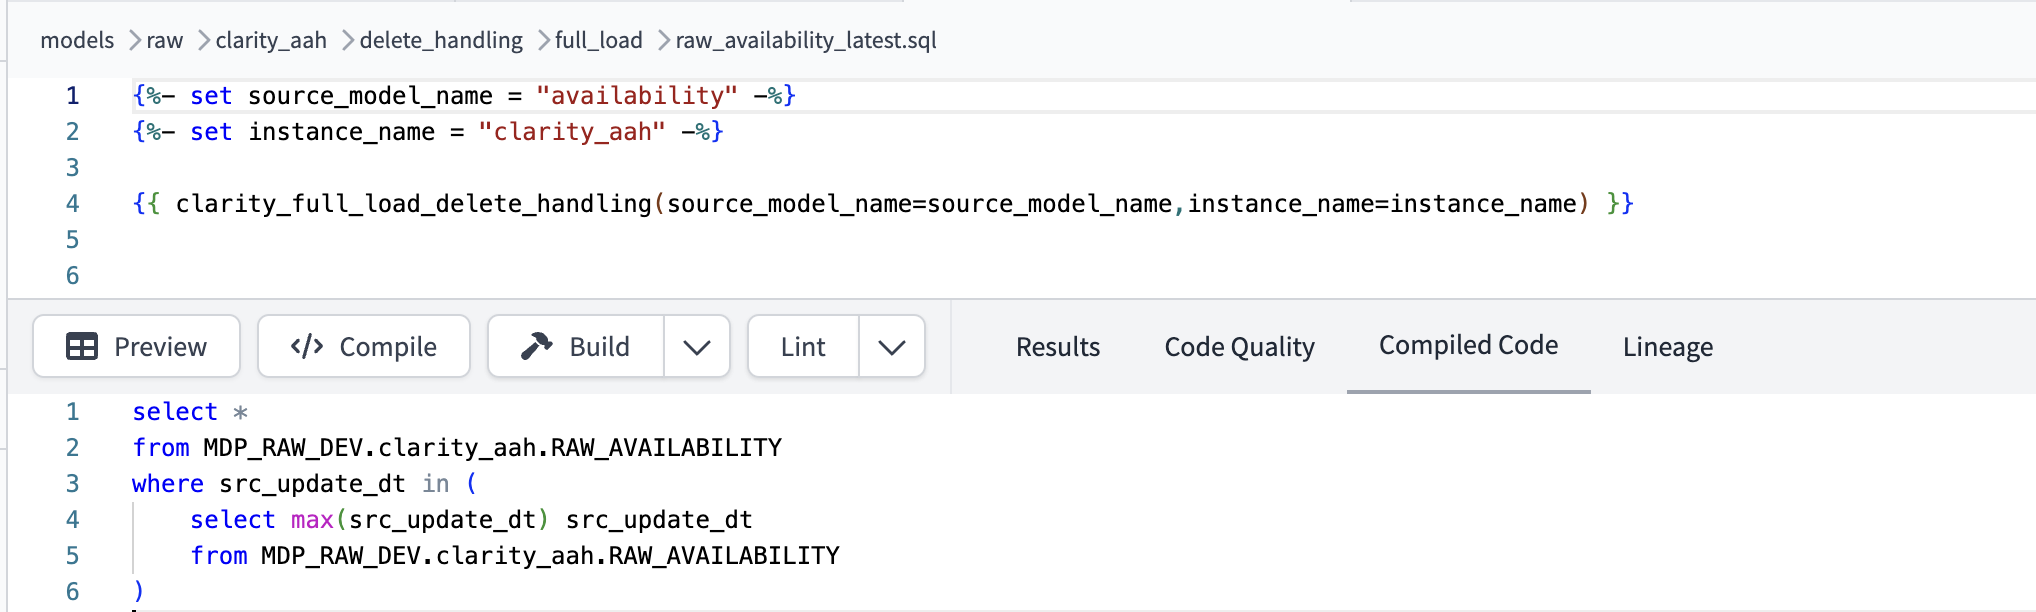 models > raw > clarity_aah > delete_handling > full_load > raw_availability_latest.sql
1 {%- set source_model_name = "availability" -%}
2 {%- set instance_name = "clarity_aah" -%}
3
4 {{ clarity_full_load_delete_handling(source_model_name=source_model_name,instance_name=instance_name) }}
5
6
Preview </> Compile Build Lint Results Code Quality Compiled Code Lineage
1 select *
2 from MDP_RAW_DEV.clarity_aah.RAW_AVAILABILITY
3 where src_update_dt in (
4     select max(src_update_dt) src_update_dt
5     from MDP_RAW_DEV.clarity_aah.RAW_AVAILABILITY
6 )